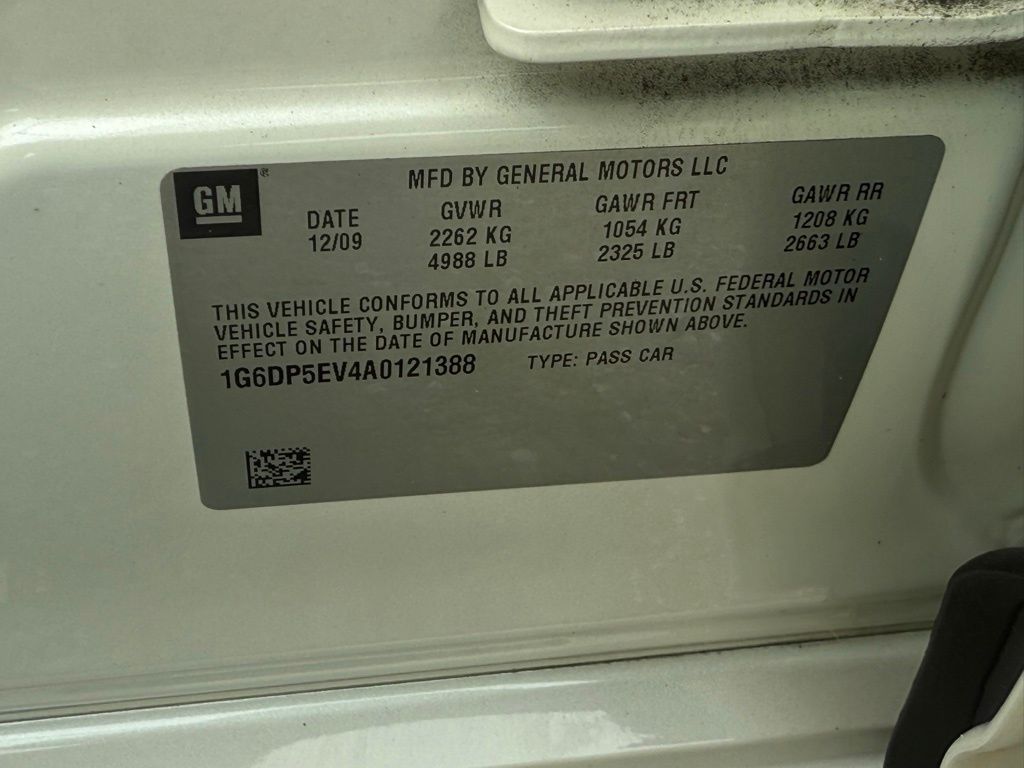 GM®
MFD BY GENERAL MOTORS LLC
DATE GVWR GAWR FRT GAWR RR
12/09 2262 KG 1054 KG 1208 KG
4988 LB 2325 LB 2663 LB
THIS VEHICLE CONFORMS TO ALL APPLICABLE U.S. FEDERAL MOTOR
VEHICLE SAFETY, BUMPER, AND THEFT PREVENTION STANDARDS IN
EFFECT ON THE DATE OF MANUFACTURE SHOWN ABOVE.
1G6DP5EV4A0121388 TYPE: PASS CAR